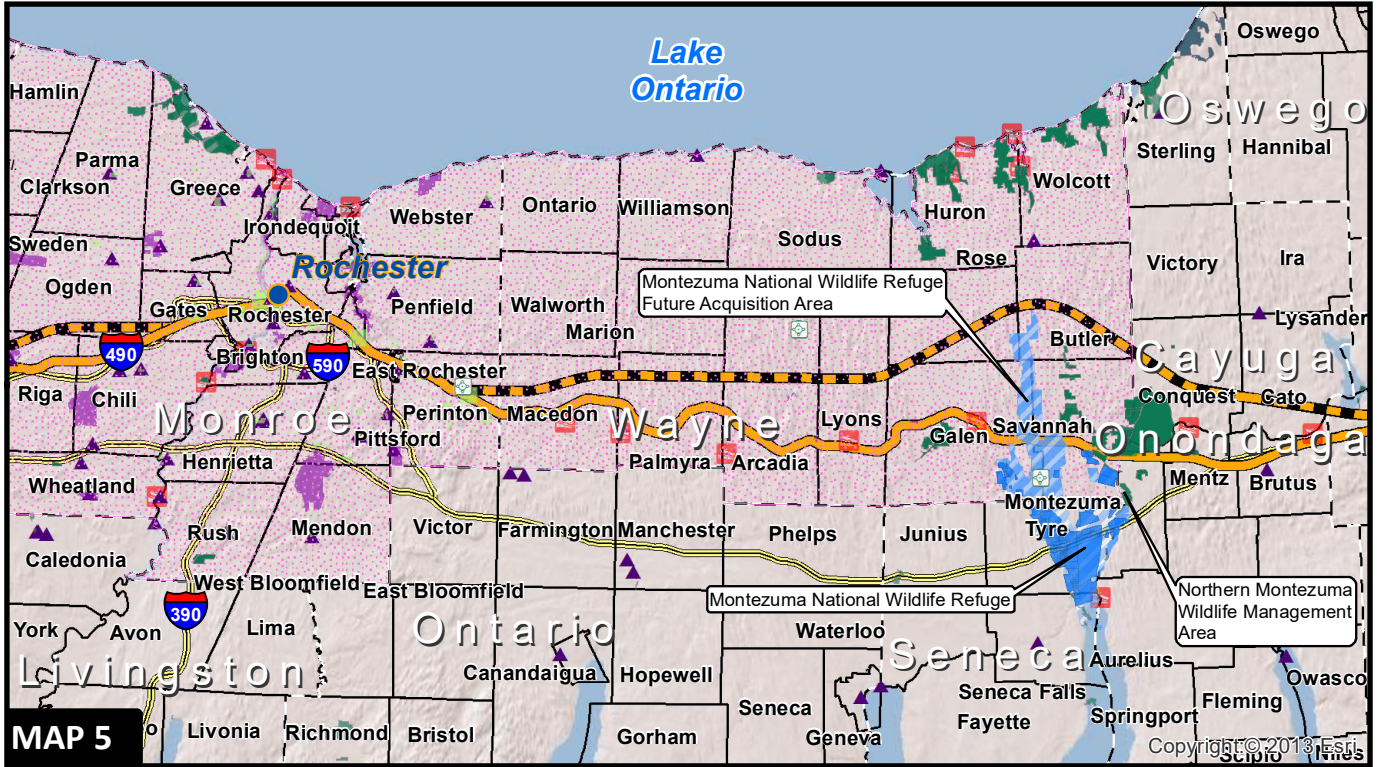 Lake
Ontario
Oswego
Hamlin
Oswego
Parma
Sterling
Hannibal
Clarkson
Greece
Wolcott
Ontario
Williamson
Webster
Huron
Irondequoit
Sweden
Sodus
Rose
Victory
Ira
Rochester
Ogden
Montezuma National Wildlife Refuge
Future Acquisition Area
Penfield
Walworth
Gates
Rochester
Lysander
Marion
Butler
490
Brighton
590
Cayuga
East Rochester
Riga
Chili
Conquest
Cato
Monroe
Perinton
Macedon
Wayne
Lyons
Savannah
Galen
Pittsford
Onondaga
Henrietta
Palmyra
Arcadia
Mentz
Brutus
Wheatland
Montezuma
Rush
Mendon
Victor
Farmington
Manchester
Phelps
Junius
Tyre
Caledonia
West Bloomfield
East Bloomfield
Montezuma National Wildlife Refuge
Northern Montezuma
Wildlife Management
Area
390
York
Avon
Lima
Ontario
Waterloo
Livingston
Canandaigua
Hopewell
Seneca
Aurelius
Owasco
Seneca Falls
Fleming
Seneca
Springport
Fayette
MAP 5
o
Livonia
Richmond
Bristol
Gorham
Geneva
Copyright:© 2013 Esri
Scipio
Niles